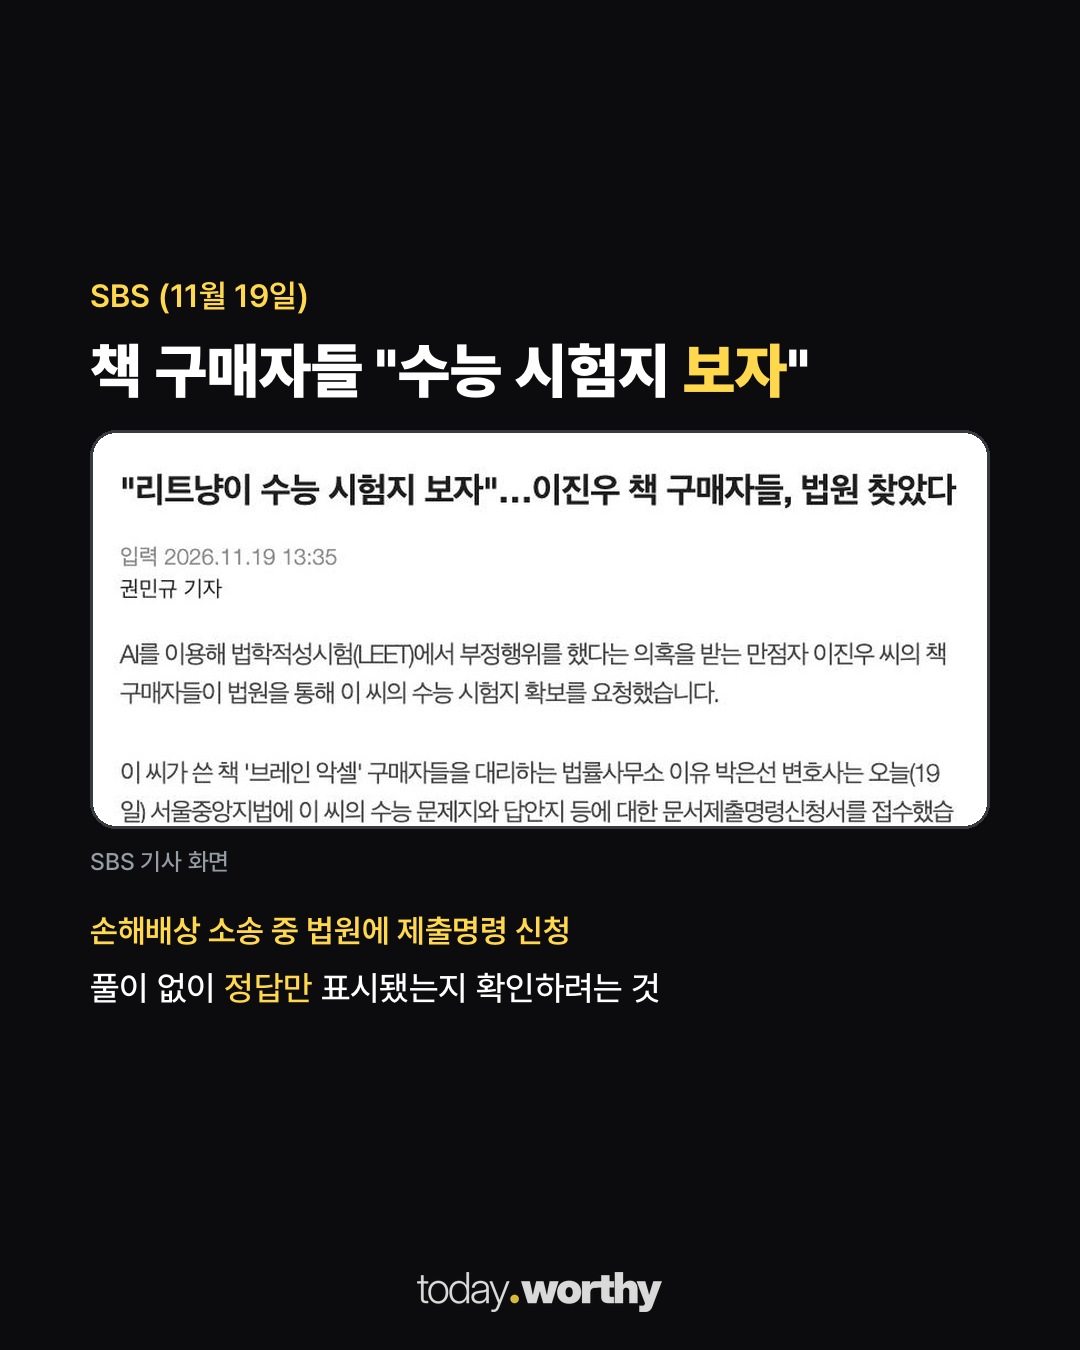 SBS (11월 19일)
책 구매자들 "수능 시험지 보자"
"리트냥이 수능 시험지 보자"…이진우 책 구매자들, 법원 찾았다
입력 2026.11.19 13:35
권민규 기자
AI를 이용해 법학적성시험(LEET)에서 부정행위를 했다는 의혹을 받는 만점자 이진우 씨의 책
구매자들이 법원을 통해 이 씨의 수능 시험지 확보를 요청했습니다.
이 씨가 쓴 책 '브레인 악셀' 구매자들을 대리하는 법률사무소 이유 박은선 변호사는 오늘(19
일) 서울중앙지법에 이 씨의 수능 문제지와 답안지 등에 대한 문서제출명령신청서를 접수했습
SBS 기사 화면
손해배상 소송 중 법원에 제출명령 신청
풀이 없이 정답만 표시됐는지 확인하려는 것
today.worthy